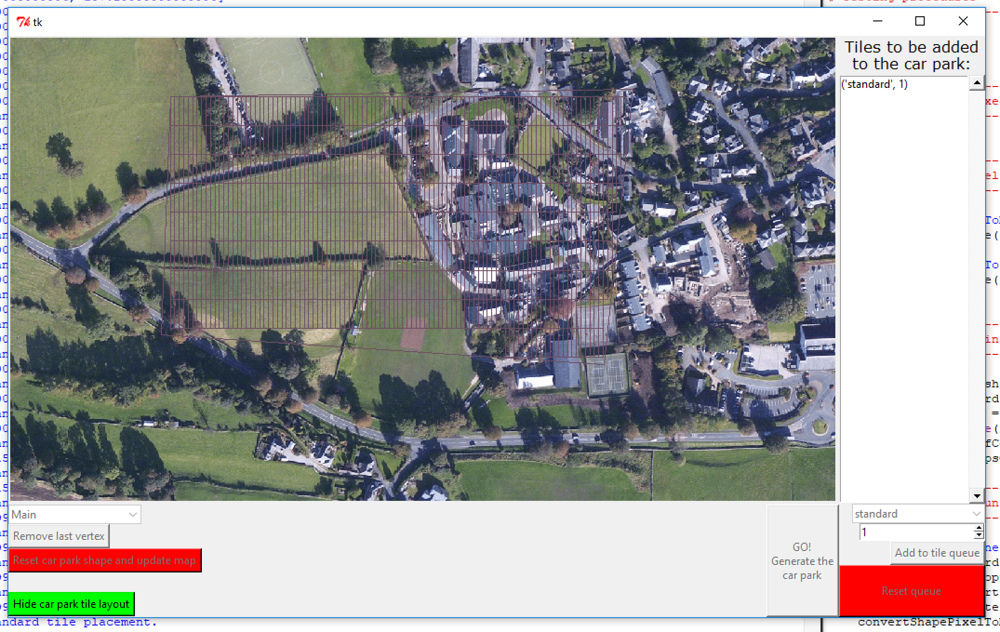 tk
Tiles to be added
to the car park:
('standard', 1)
Main
Remove last vertex
Reset car park shape and update map
Hide car park tile layout
GO!
Generate the
car park
standard
1
Add to tile queue
Reset queue
andard tile placement.
convertShapePixelTo